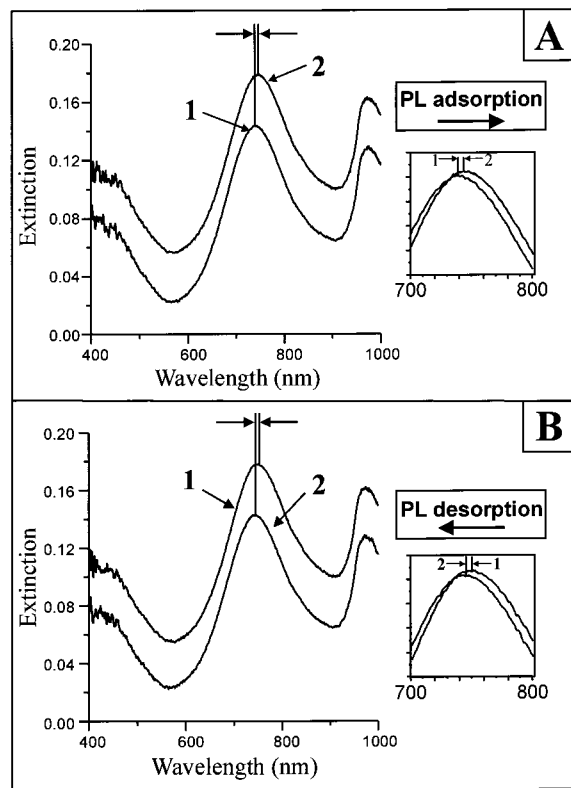 A
0.20
0.16
0.12
0.08
0.04
0.00
Extinction
1
2
400 600 800 1000
Wavelength (nm)
PL adsorption
1 2
700 800
B
0.20
0.16
0.12
0.08
0.04
0.00
Extinction
1
2
400 600 800 1000
Wavelength (nm)
PL desorption
2 1
700 800